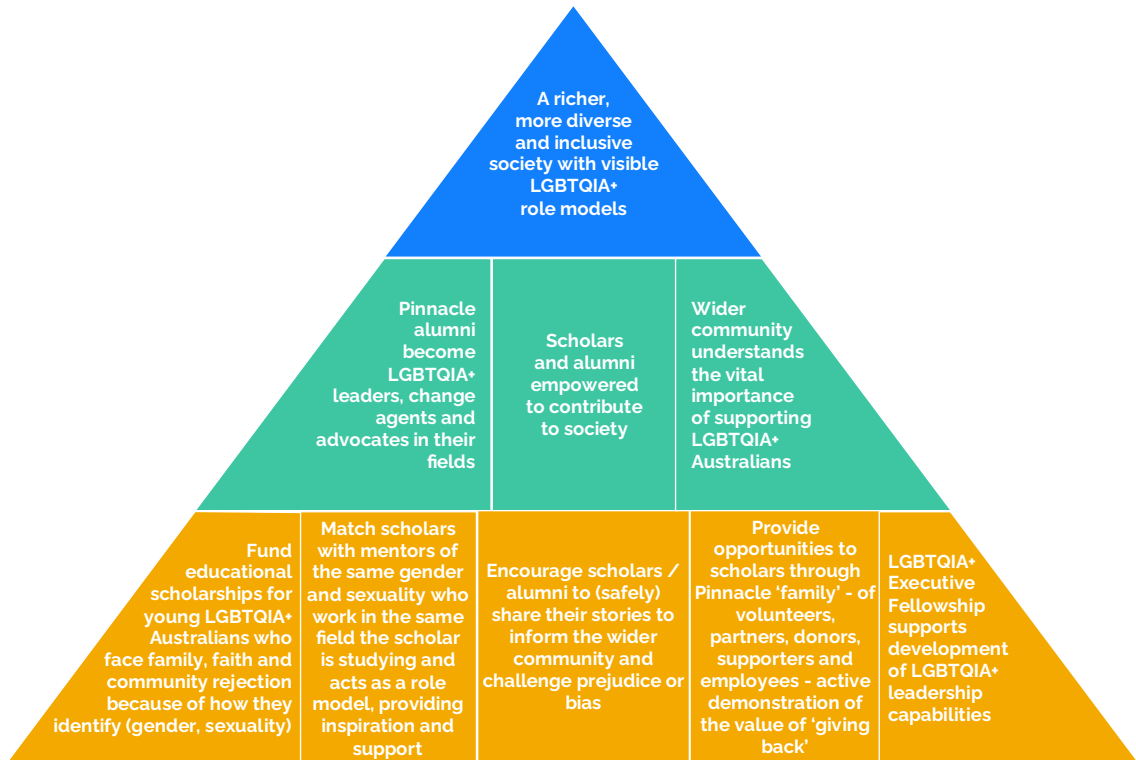 A richer,
more diverse
and inclusive
society with visible
LGBTQIA+
role models
Pinnacle
alumni
become
LGBTQIA+
leaders, change
agents and
advocates in their
fields
Scholars
and alumni
empowered
to contribute
to society
Wider
community
understands
the vital
importance
of supporting
LGBTQIA+
Australians
Fund
educational
scholarships for
young LGBTQIA+
Australians who
face family, faith and
community rejection
because of how they
identify (gender, sexuality)
Match scholars
with mentors of
the same gender
and sexuality who
work in the same
field the scholar
is studying and
acts as a role
model, providing
inspiration and
support
Encourage scholars /
alumni to (safely)
share their stories to
inform the wider
community and
challenge prejudice or
bias
Provide
opportunities to
scholars through
Pinnacle ‘family’ - of
volunteers,
partners, donors,
supporters and
employees - active
demonstration of
the value of ‘giving
back’
LGBTQIA+
Executive
Fellowship
supports
development
of LGBTQIA+
leadership
capabilities